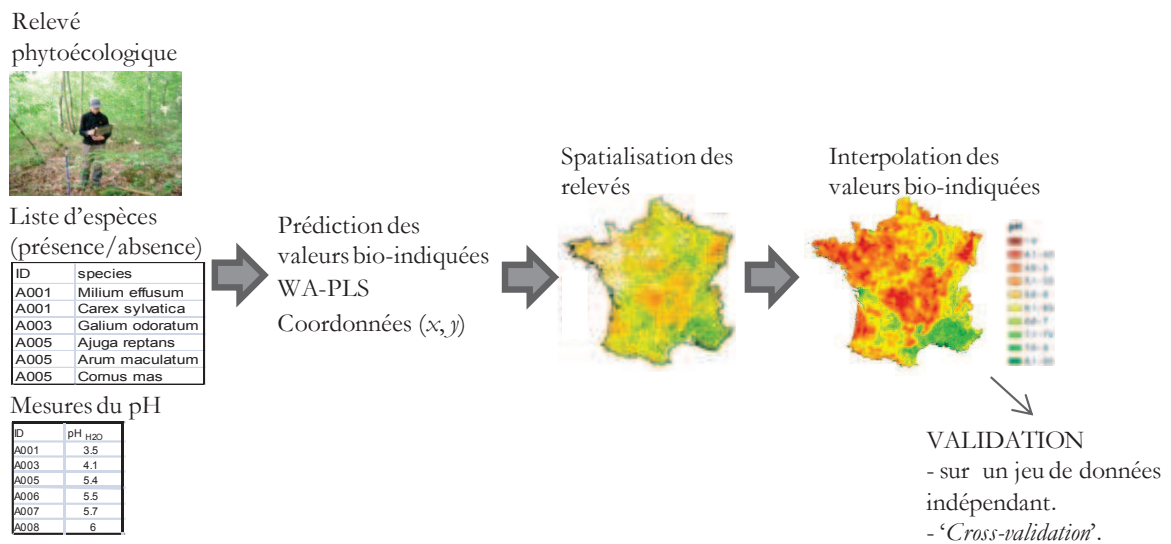 Relevé
phytoécologique
Liste d'espèces
(présence/absence)
ID species
A001 Milium effusum
A001 Carex sylvatica
A003 Galium odoratum
A005 Ajuga reptans
A005 Arum maculatum
A005 Cornus mas
Mesures du pH
ID pH H2O
A001 3.5
A003 4.1
A005 5.4
A006 5.5
A007 5.7
A008 6
Prédiction des
valeurs bio-indiquées
WA-PLS
Coordonnées (x, y)
Spatialisation des
relevés
Interpolation des
valeurs bio-indiquées
pH
VALIDATION
- sur un jeu de données
indépendant.
- ‘Cross-validation’.